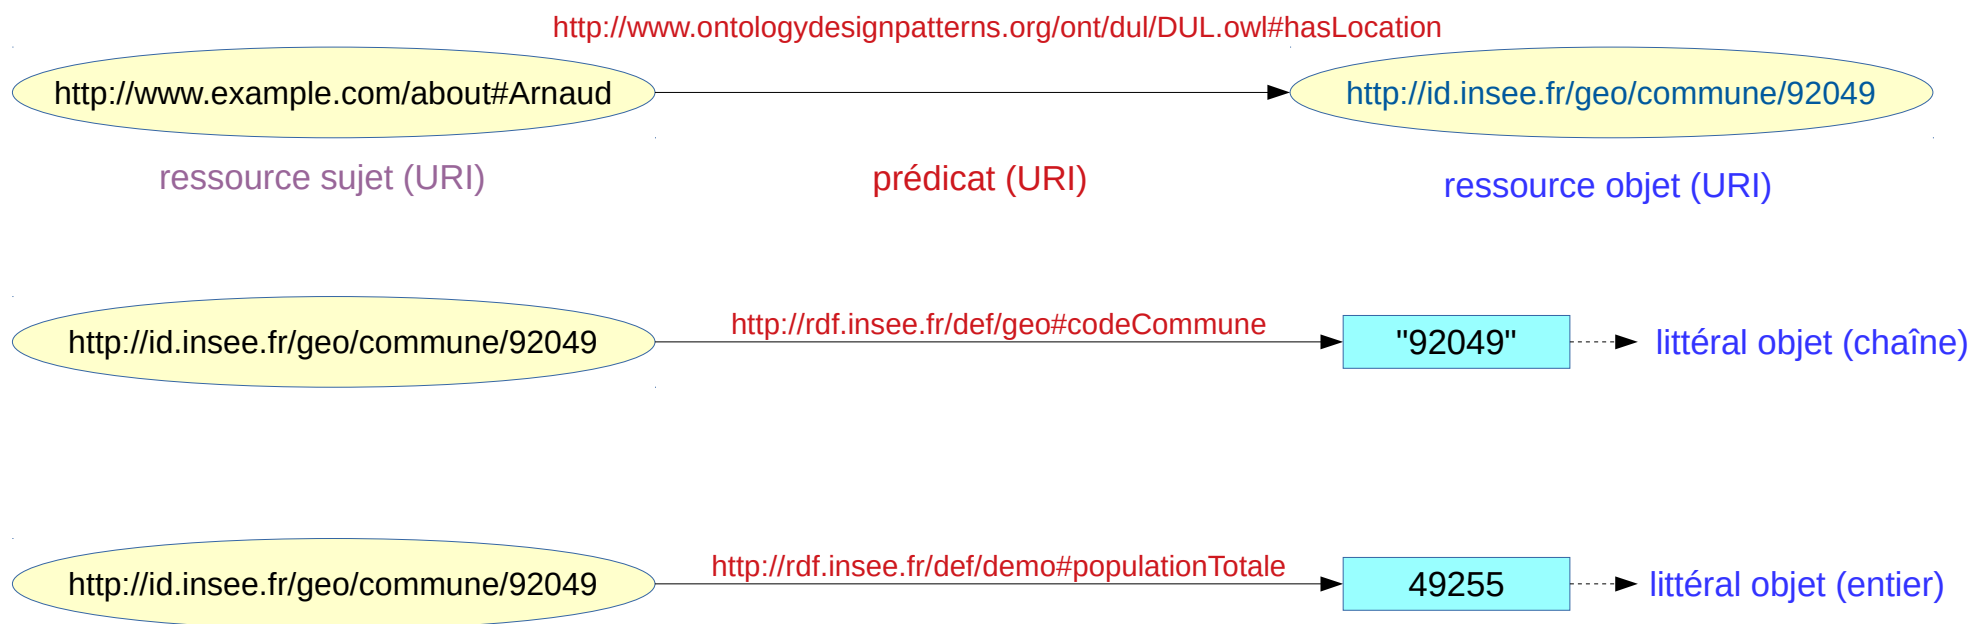 http://www.ontologydesignpatterns.org/ont/dul/DUL.owl#hasLocation
http://www.example.com/about#Arnaud
http://id.insee.fr/geo/commune/92049
ressource sujet (URI)
prédicat (URI)
ressource objet (URI)
http://id.insee.fr/geo/commune/92049
http://rdf.insee.fr/def/geo#codeCommune
"92049"
littéral objet (chaîne)
http://id.insee.fr/geo/commune/92049
http://rdf.insee.fr/def/demo#populationTotale
49255
littéral objet (entier)